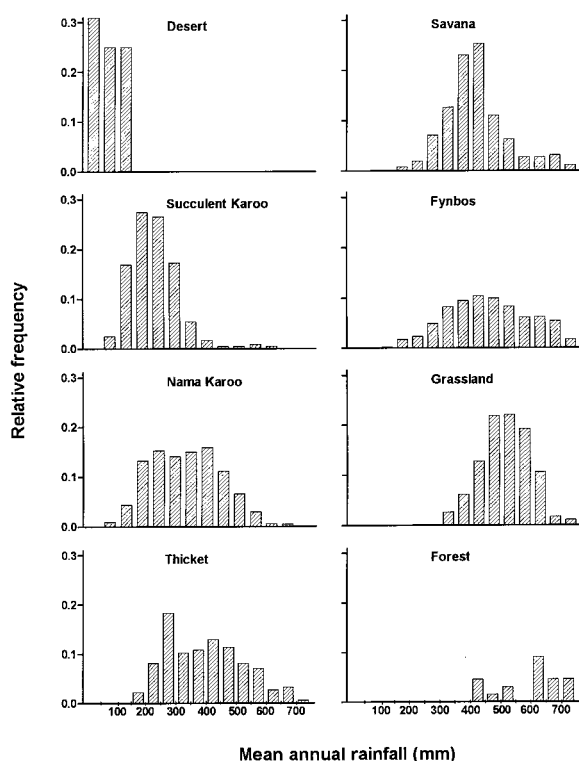 Desert
Savana
0.3
0.2
0.1
0.0
Succulent Karoo
Fynbos
0.3
0.2
0.1
0.0
Nama Karoo
Grassland
0.3
0.2
0.1
0.0
Thicket
Forest
0.3
0.2
0.1
0.0
100 200 300 400 500 600 700
100 200 300 400 500 600 700
Relative frequency
Mean annual rainfall (mm)